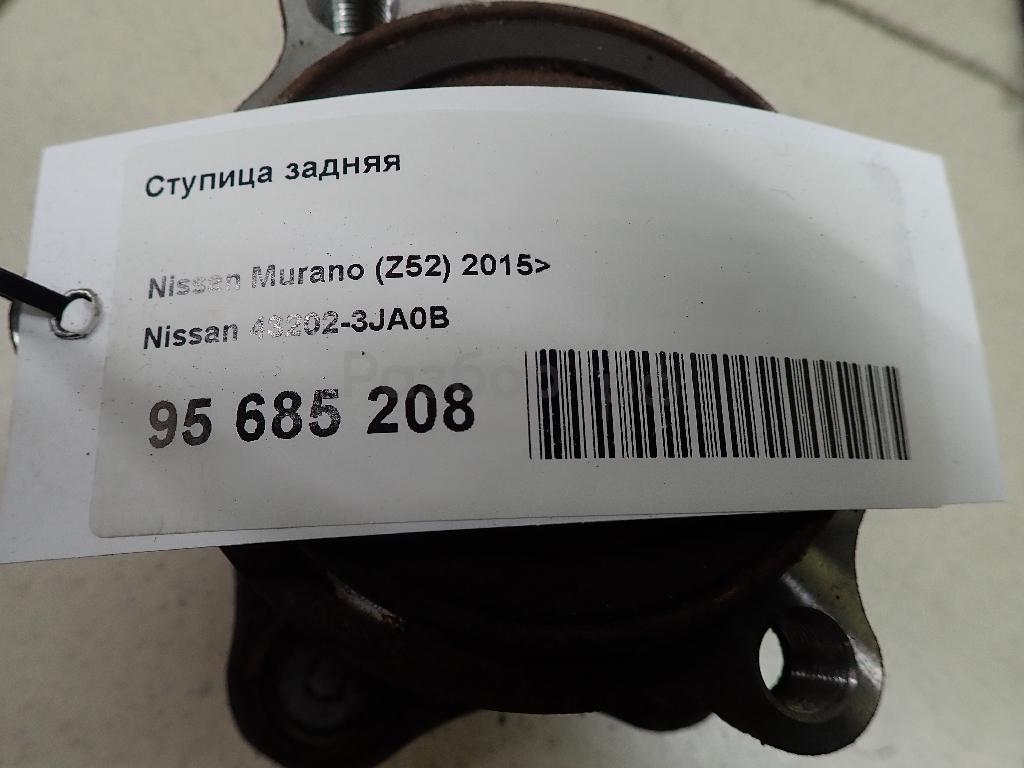 Ступица задняя
Nissan Murano (Z52) 2015>
Nissan 43202-3JA0B
95 685 208